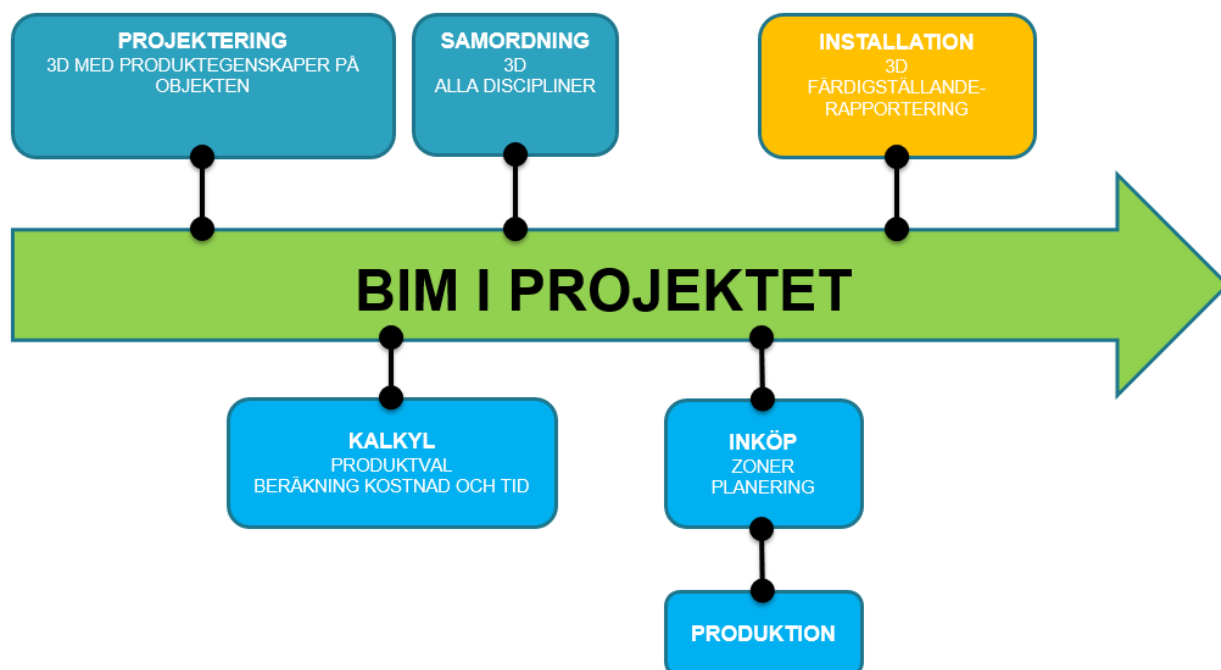 PROJEKTERING
3D MED PRODUKTEGENSKAPER PÅ
OBJEKTEN
SAMORDNING
3D
ALLA DISCIPLINER
INSTALLATION
3D
FÄRDIGSTÄLLANDE-
RAPPORTERING
BIM I PROJEKTET
KALKYL
PRODUKTVAL
BERÄKNING KOSTNAD OCH TID
INKÖP
ZONER
PLANERING
PRODUKTION